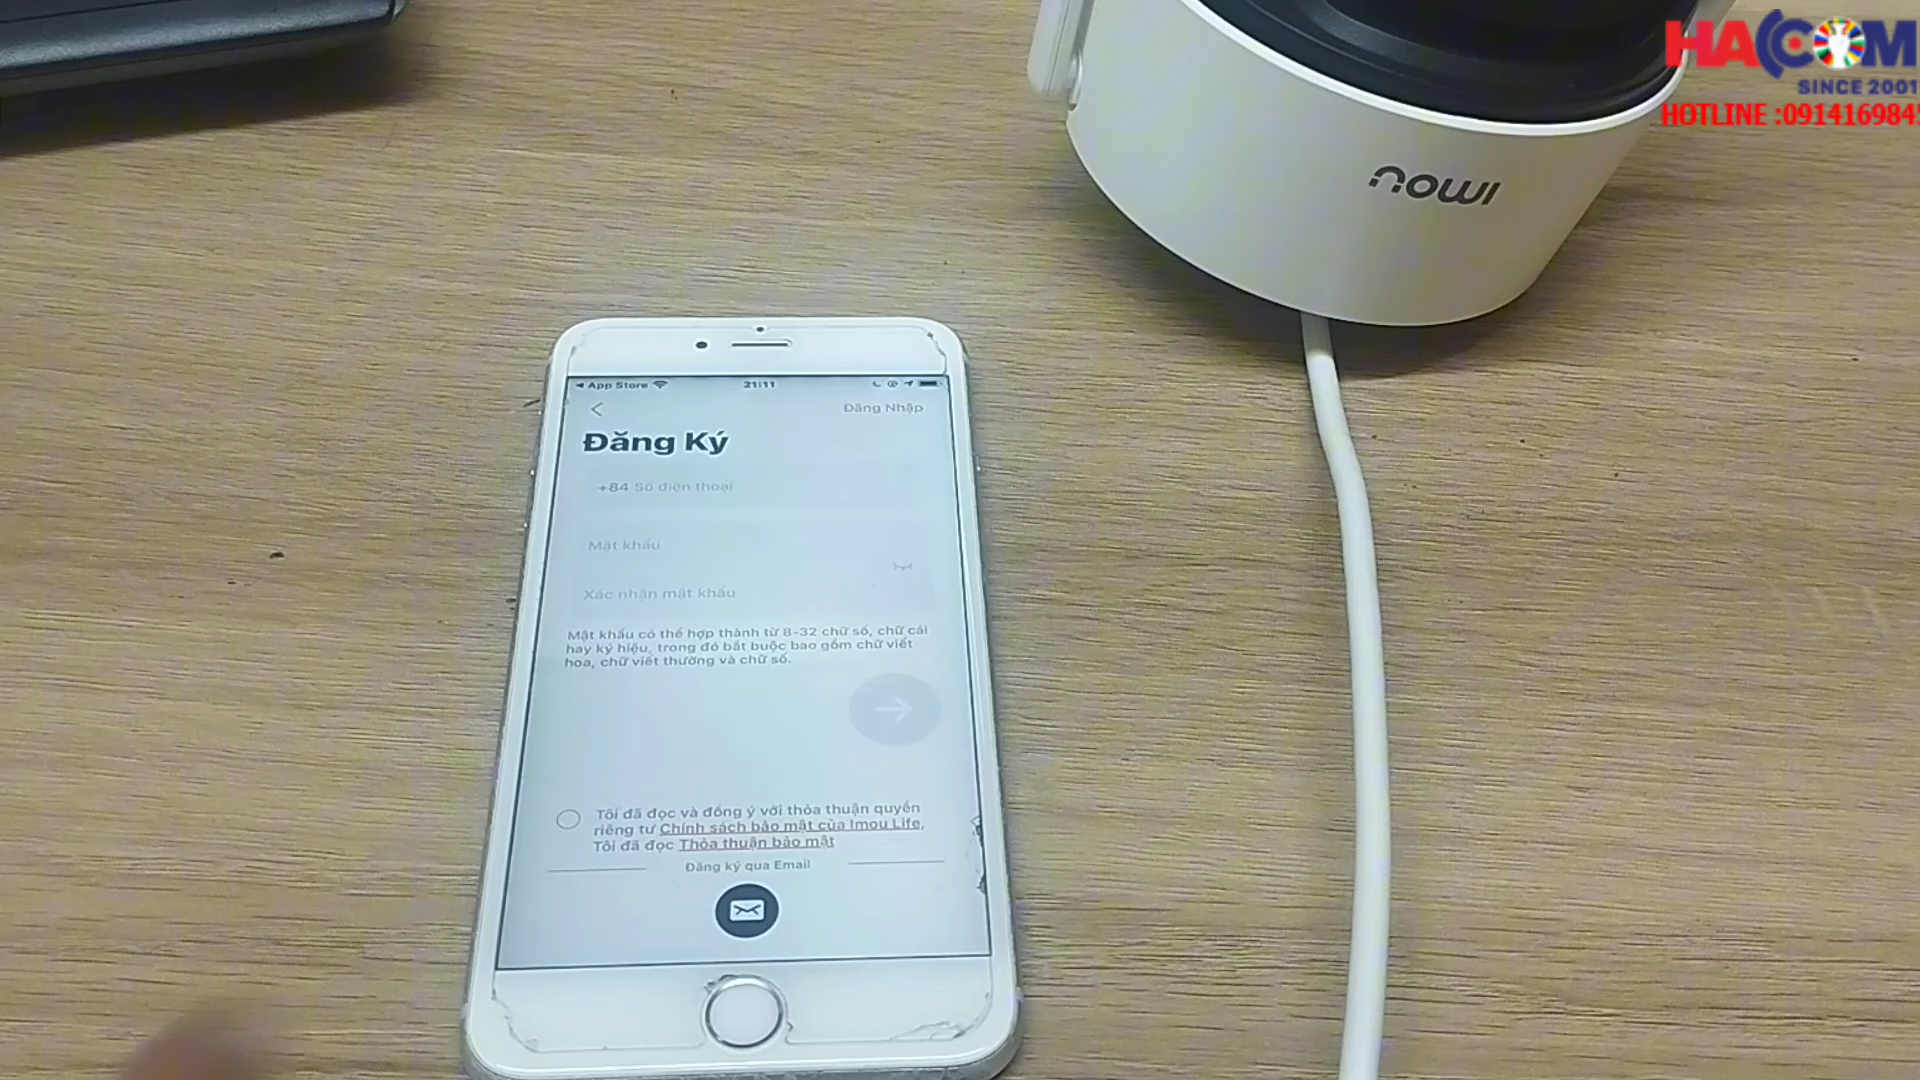 HACOM
SINCE 2001
HOTLINE :091416984
imou
App Store
21:11
Đăng Nhập
Đăng Ký
+84 Số điện thoại
Mật khẩu
Xác nhận mật khẩu
Mật khẩu có thể hợp thành từ 8-32 chữ số, chữ cái
hay ký hiệu, trong đó bắt buộc bao gồm chữ viết
hoa, chữ viết thường và chữ số.
Tôi đã đọc và đồng ý với thỏa thuận quyền
riêng tư Chính sách bảo mật của Imou Life,
Tôi đã đọc Thỏa thuận bảo mật
Đăng ký qua Email